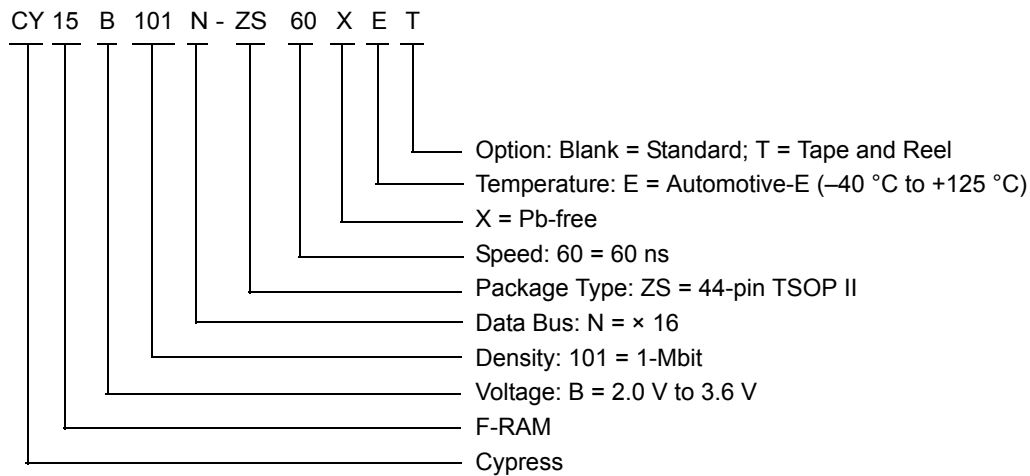 CY 15 B 101 N - ZS 60 X E T
Option: Blank = Standard; T = Tape and Reel
Temperature: E = Automotive-E (–40 °C to +125 °C)
X = Pb-free
Speed: 60 = 60 ns
Package Type: ZS = 44-pin TSOP II
Data Bus: N = × 16
Density: 101 = 1-Mbit
Voltage: B = 2.0 V to 3.6 V
F-RAM
Cypress